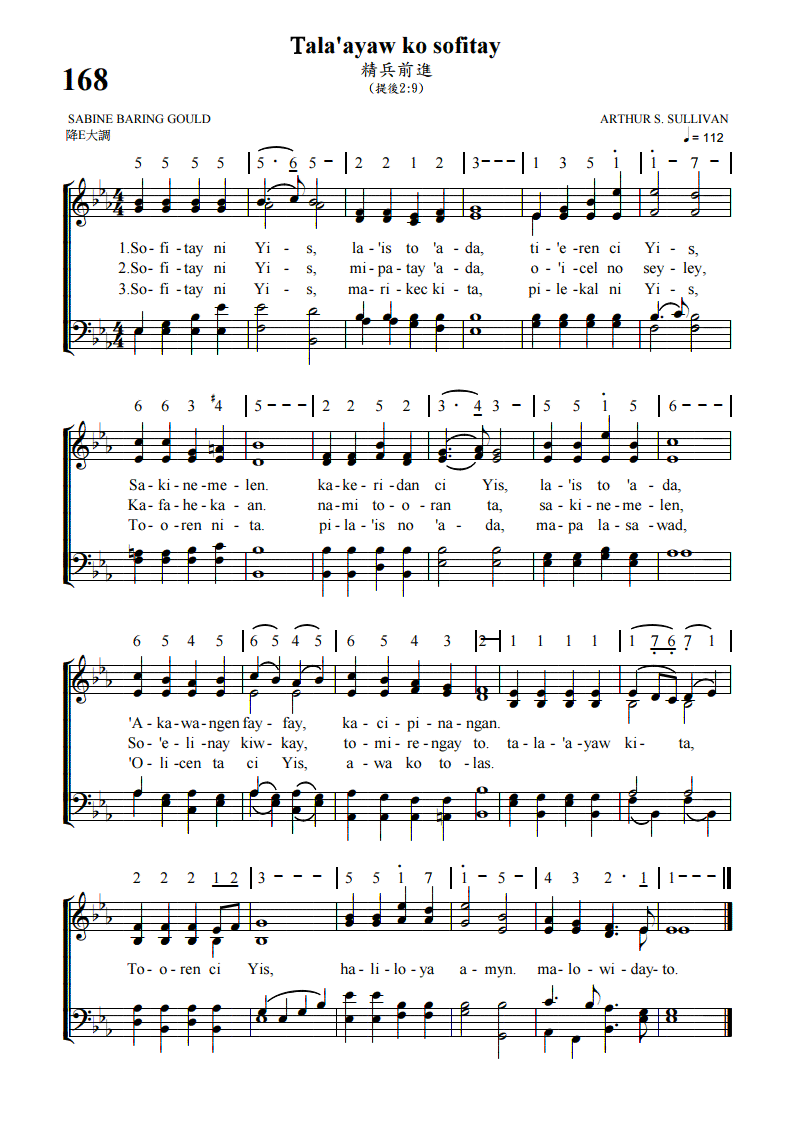 Tala'ayaw ko sofitay
精兵前進
168
(提後2:9)
SABINE BARING GOULD
ARTHUR S. SULLIVAN
降E大調
♩= 112
5 5 5 5 | 5 · 6 5 - | 2 2 1 2 | 3 - - - | 1 3 5 1 | 1 - 7 -
1.So- fi - tay ni Yi - s, la - 'is to 'a - da, ti - 'e - ren ci Yi - s,
2.So- fi - tay ni Yi - s, mi - pa - tay 'a - da, o - 'i - cel no sey - ley,
3.So- fi - tay ni Yi - s, ma - ri - kec ki - ta, pi - le - kal ni Yi - s,
6 6 3 #4 | 5 - - - | 2 2 5 2 | 3 · 4 3 - | 5 5 1 5 | 6 - - -
Sa - ki - ne - me - len. ka - ke - ri - dan ci Yis, la - 'is to 'a - da,
Ka - fa - he - ka - an. na - mi to - o - ran ta, sa - ki - ne - me - len,
To - o - ren ni - ta. pi - la - 'is no 'a - da, ma - pa la - sa - wad,
6 5 4 5 | 6 5 4 5 | 6 5 4 3 | 2 - | 1 1 1 1 | 1 7 6 7 1
'A - ka - wa - ngen fay - fay, ka - ci - pi - na - ngan.
So - 'e - li - nay kiw - kay, to - mi - re - ngay to. ta - la - 'a - yaw ki - ta,
'O - li - cen ta ci Yis, a - wa ko to - las.
2 2 2 1 2 | 3 - - - | 5 5 1 7 | 1 - 5 - | 4 3 2 · 1 | 1 - - -
To - o - ren ci Yis, ha - li - lo - ya a - myn. ma - lo - wi - day - to.